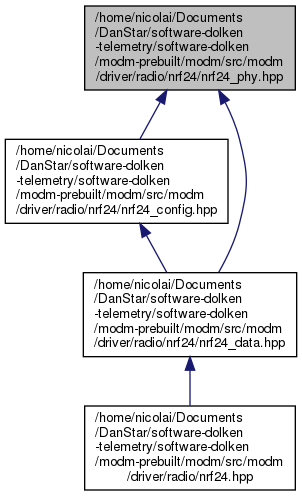 /home/nicolai/Documents
/DanStar/software-dolken
-telemetry/software-dolken
/modm-prebuilt/modm/src/modm
/driver/radio/nrf24/nrf24_phy.hpp
/home/nicolai/Documents
/DanStar/software-dolken
-telemetry/software-dolken
/modm-prebuilt/modm/src/modm
/driver/radio/nrf24/nrf24_config.hpp
/home/nicolai/Documents
/DanStar/software-dolken
-telemetry/software-dolken
/modm-prebuilt/modm/src/modm
/driver/radio/nrf24/nrf24_data.hpp
/home/nicolai/Documents
/DanStar/software-dolken
-telemetry/software-dolken
/modm-prebuilt/modm/src/modm
/driver/radio/nrf24.hpp